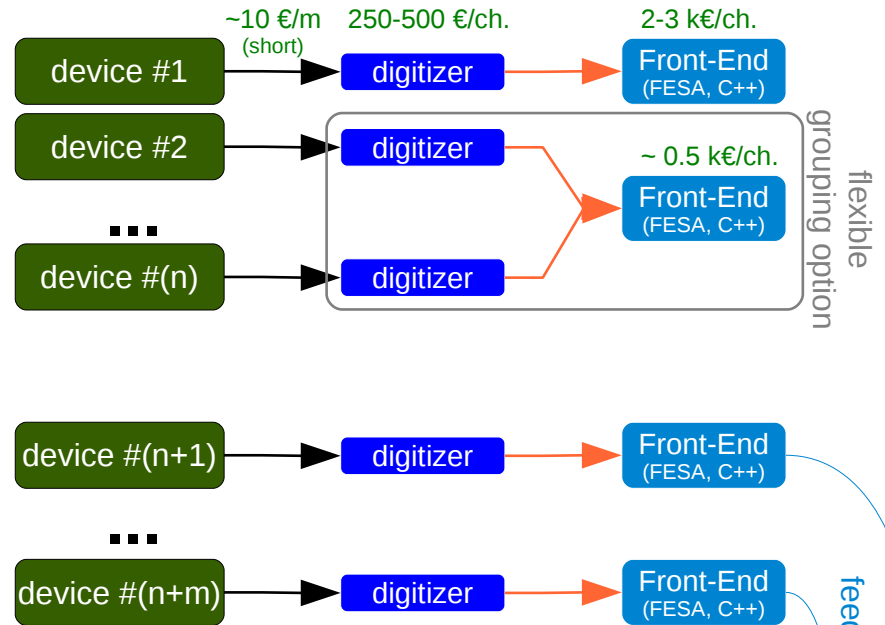 ~10 €/m
(short)
250-500 €/ch.
2-3 k€/ch.
device #1
digitizer
Front-End
(FESA, C++)
device #2
digitizer
~ 0.5 k€/ch.
Front-End
(FESA, C++)
flexible
grouping option
...
device #(n)
digitizer
device #(n+1)
digitizer
Front-End
(FESA, C++)
...
device #(n+m)
digitizer
Front-End
(FESA, C++)